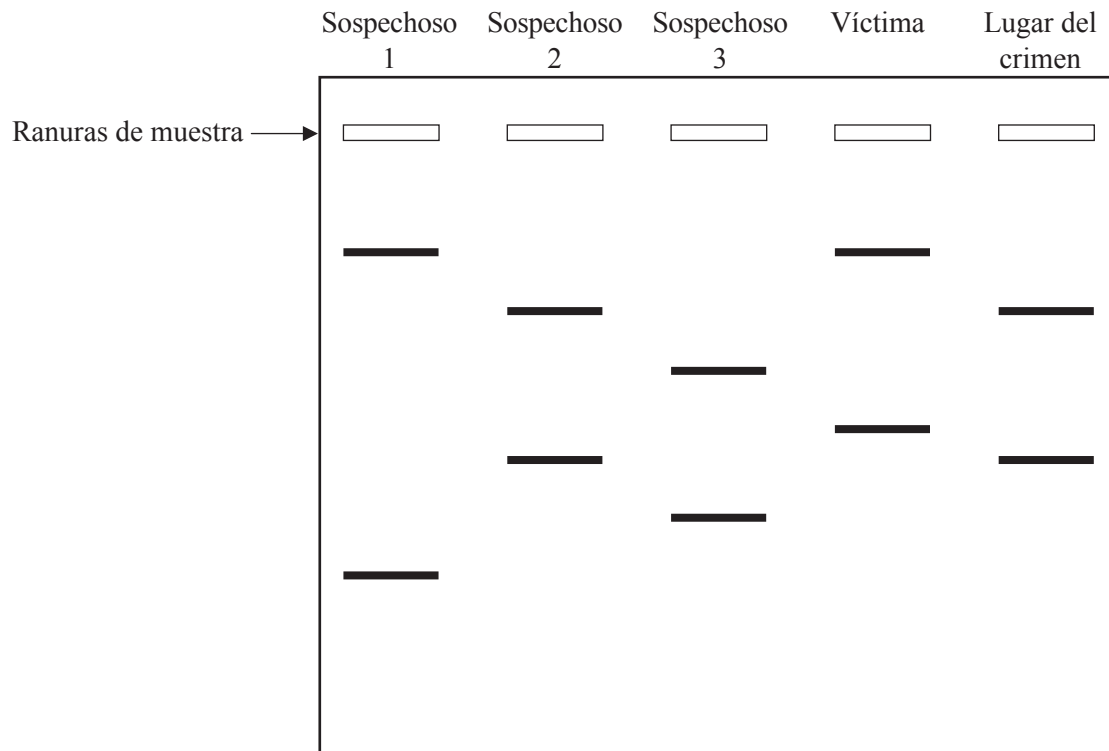 Sospechoso Sospechoso Sospechoso Víctima Lugar del
1 2 3 crimen
Ranuras de muestra